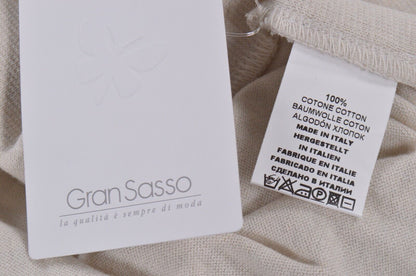 Gran Sasso
la qualità è sempre di moda
100%
COTONE COTTON
BAUMWOLLE COTON
ALGODÓN ХЛОПОК
MADE IN ITALY
HERGESTELLT
IN ITALIEN
FABRIQUE EN ITALIE
FABRICADO EN ITALIA
СДЕЛАНО В ИТАЛИИ